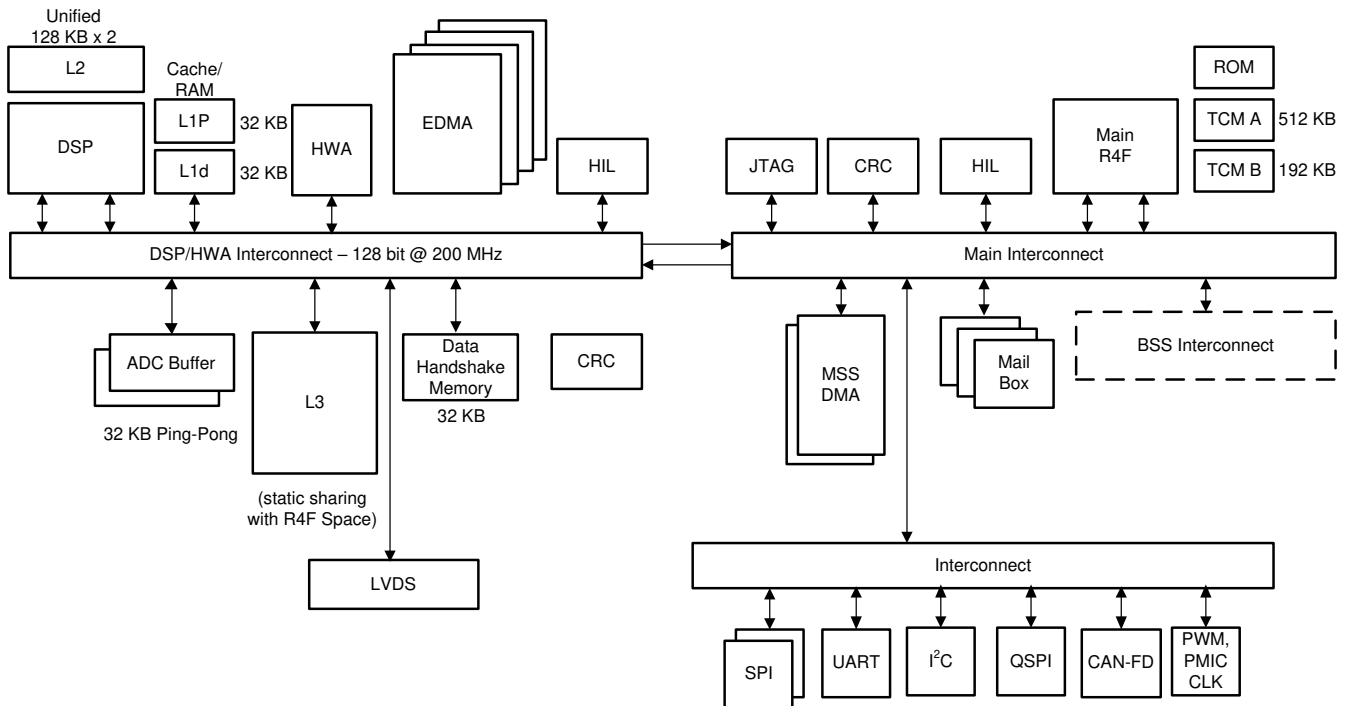 Unified
128 KB x 2
L2
Cache/
RAM
DSP
L1P
32 KB
L1d
32 KB
HWA
EDMA
HIL
JTAG
CRC
HIL
Main
R4F
ROM
TCM A
512 KB
TCM B
192 KB
DSP/HWA Interconnect – 128 bit @ 200 MHz
Main Interconnect
ADC Buffer
32 KB Ping-Pong
L3
(static sharing
with R4F Space)
Data
Handshake
Memory
32 KB
CRC
LVDS
MSS
DMA
Mail
Box
BSS Interconnect
Interconnect
SPI
UART
I²C
QSPI
CAN-FD
PWM,
PMIC
CLK